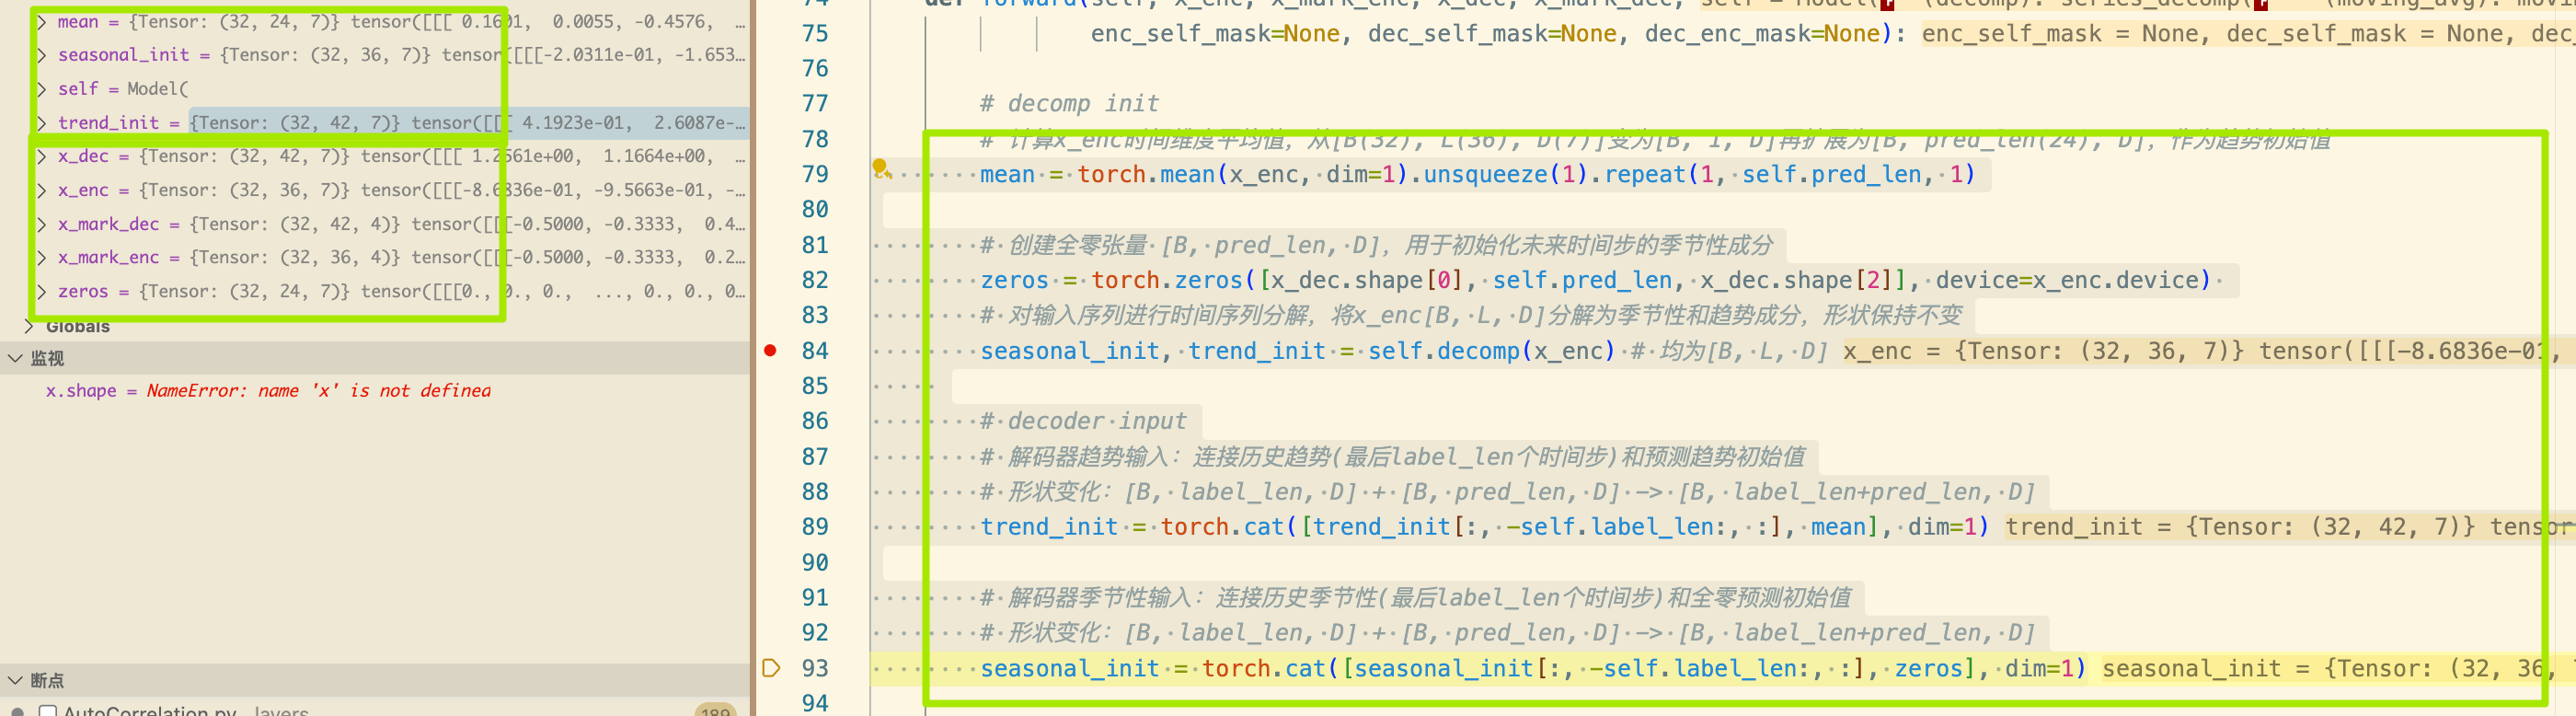 mean = {Tensor: (32, 24, 7)} tensor([[[ 0.1601, 0.0055, -0.4576, …
seasonal_init = {Tensor: (32, 36, 7)} tensor([[[-2.0311e-01, -1.653…
self = Model(
trend_init = {Tensor: (32, 42, 7)} tensor([[[ 4.1923e-01, 2.6087e-…
x_dec = {Tensor: (32, 42, 7)} tensor([[[ 1.2561e+00, 1.1664e+00, …
x_enc = {Tensor: (32, 36, 7)} tensor([[[-8.6836e-01, -9.5663e-01, -…
x_mark_dec = {Tensor: (32, 42, 4)} tensor([[[-0.5000, -0.3333, 0.4…
x_mark_enc = {Tensor: (32, 36, 4)} tensor([[[-0.5000, -0.3333, 0.2…
zeros = {Tensor: (32, 24, 7)} tensor([[[0., 0., 0., ..., 0., 0., 0…
Globals
监视
x.shape = NameError: name 'x' is not defined
断点
AutoCorrelation.py layers 189
74 def forward(self, x_enc, x_mark_enc, x_dec, x_mark_dec, self = Model( (decomp): series_decomp( (moving_avg): movi
75 enc_self_mask=None, dec_self_mask=None, dec_enc_mask=None): enc_self_mask = None, dec_self_mask = None, dec_
76
77 # decomp init
78 # 计算x_enc时间维度平均值，从[B(32), L(36), D(7)]变为[B, 1, D]再扩展为[B, pred_len(24), D]，作为趋势初始值
79 mean = torch.mean(x_enc, dim=1).unsqueeze(1).repeat(1, self.pred_len, 1)
80
81 # 创建全零张量 [B, pred_len, D]，用于初始化未来时间步的季节性成分
82 zeros = torch.zeros([x_dec.shape[0], self.pred_len, x_dec.shape[2]], device=x_enc.device)
83 # 对输入序列进行时间序列分解，将x_enc[B, L, D]分解为季节性和趋势成分，形状保持不变
84 seasonal_init, trend_init = self.decomp(x_enc) # 均为[B, L, D] x_enc = {Tensor: (32, 36, 7)} tensor([[[-8.6836e-01,
85
86 # decoder input
87 # 解码器趋势输入：连接历史趋势(最后label_len个时间步)和预测趋势初始值
88 # 形状变化：[B, label_len, D] + [B, pred_len, D] -> [B, label_len+pred_len, D]
89 trend_init = torch.cat([trend_init[:, -self.label_len:, :], mean], dim=1) trend_init = {Tensor: (32, 42, 7)} tensor
90
91 # 解码器季节性输入：连接历史季节性(最后label_len个时间步)和全零预测初始值
92 # 形状变化：[B, label_len, D] + [B, pred_len, D] -> [B, label_len+pred_len, D]
93 seasonal_init = torch.cat([seasonal_init[:, -self.label_len:, :], zeros], dim=1) seasonal_init = {Tensor: (32, 36,
94